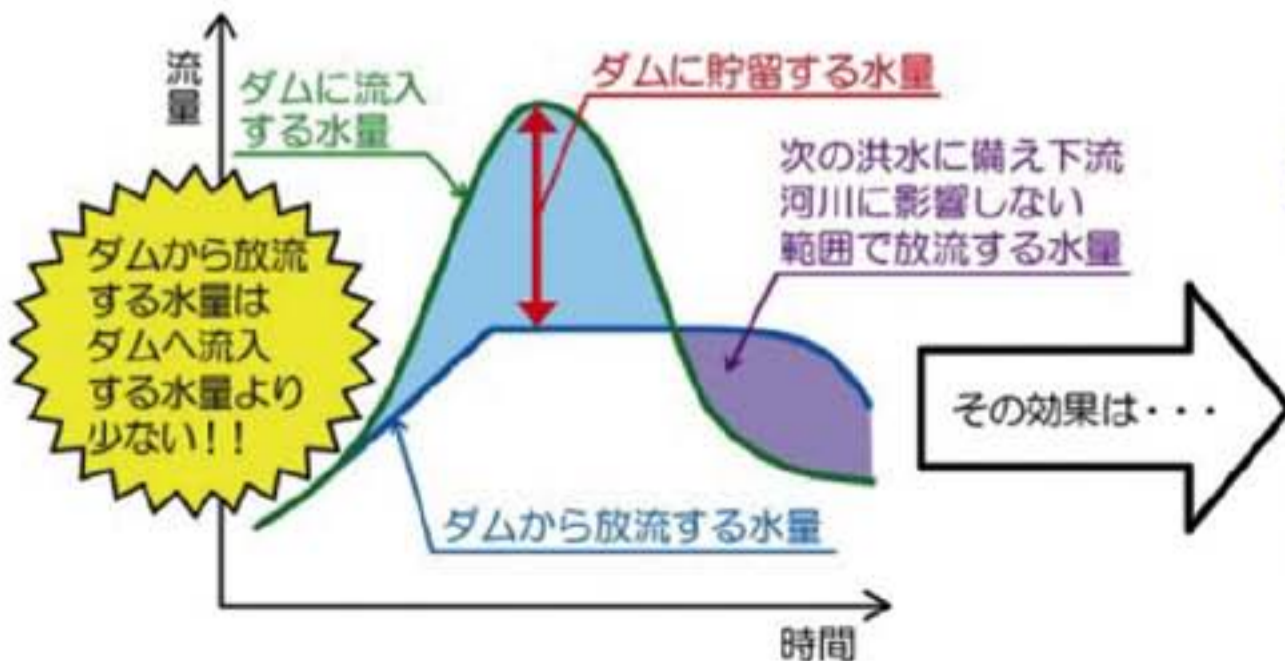 流量
ダムに流入
する水量
ダムに貯留する水量
次の洪水に備え下流
河川に影響しない
範囲で放流する水量
ダムから放流
する水量は
ダムへ流入
する水量より
少ない!!
その効果は・・・
ダムから放流する水量
時間